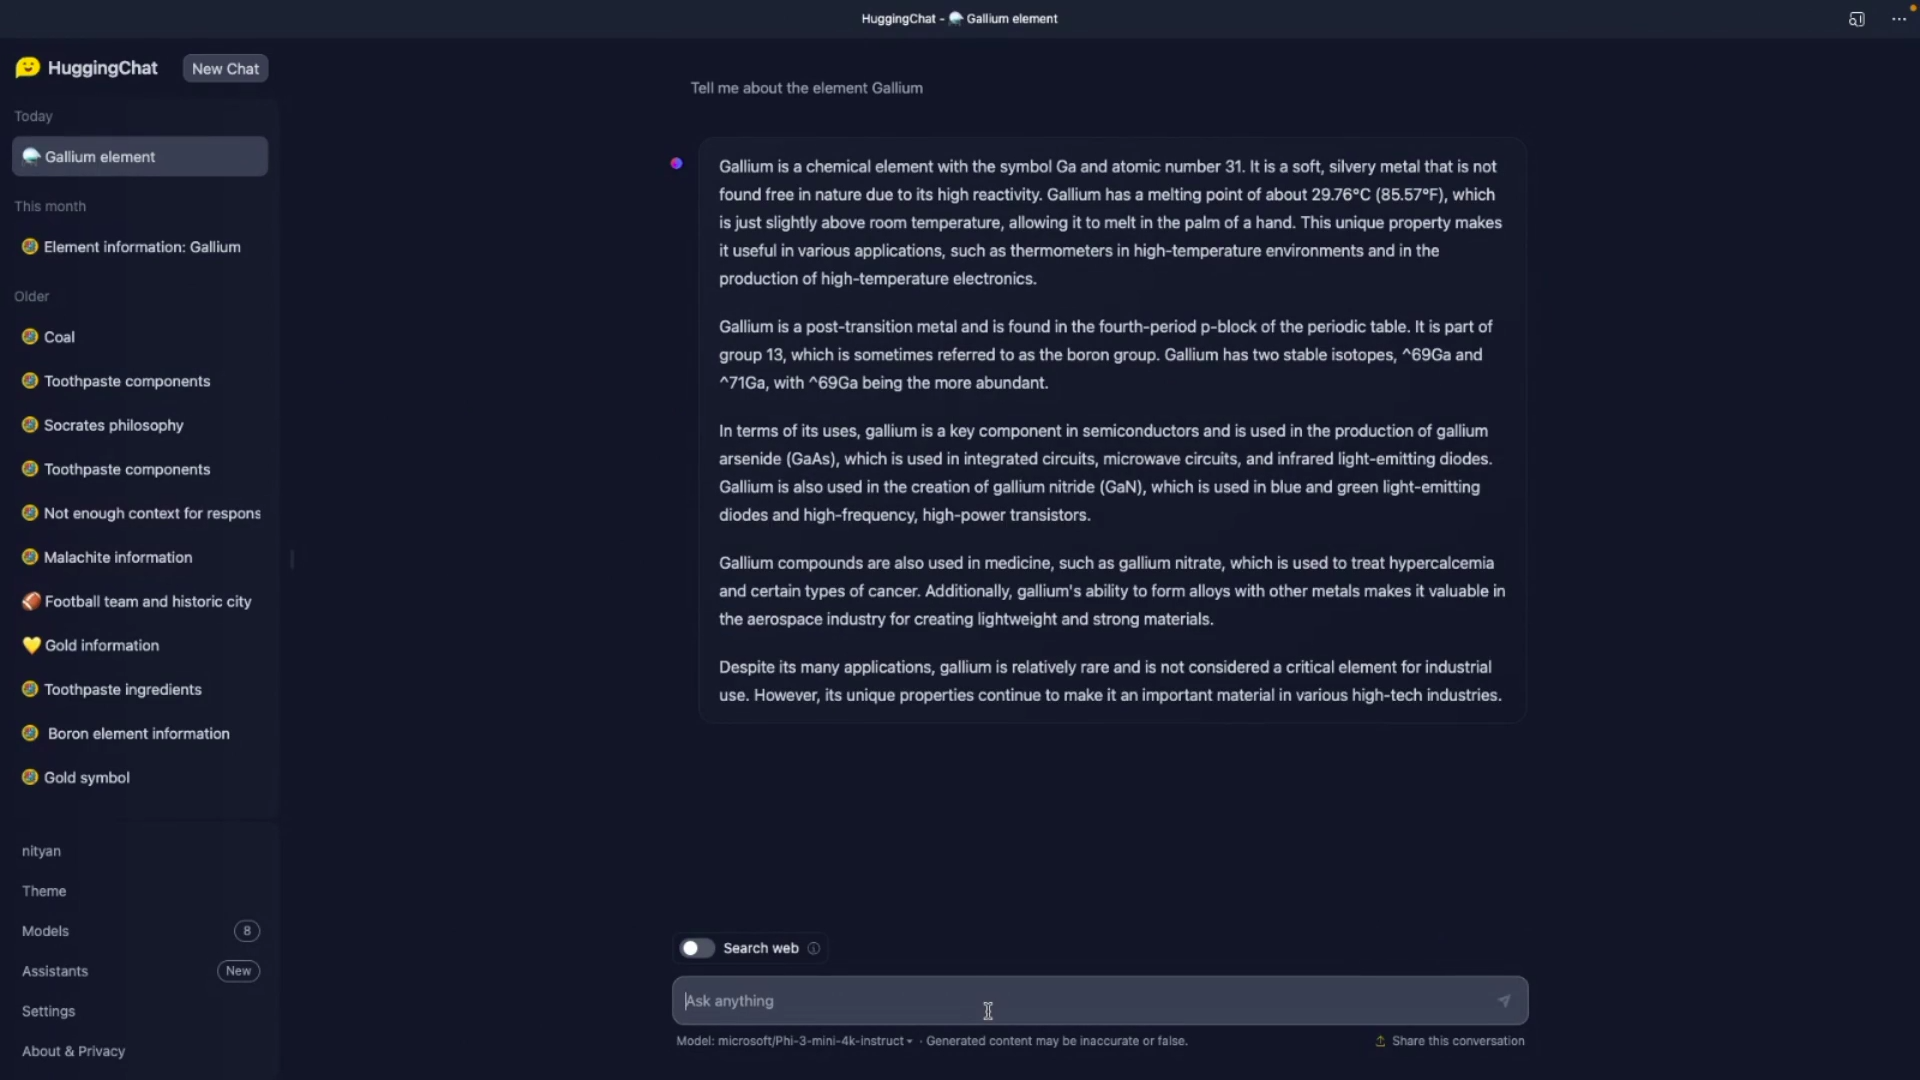 HuggingChat - Gallium element
HuggingChat
New Chat
Today
Gallium element
This month
Element information: Gallium
Older
Coal
Toothpaste components
Socrates philosophy
Toothpaste components
Not enough context for respons
Malachite information
Football team and historic city
Gold information
Toothpaste ingredients
Boron element information
Gold symbol
nityan
Theme
Models 8
Assistants New
Settings
About & Privacy
Tell me about the element Gallium
Gallium is a chemical element with the symbol Ga and atomic number 31. It is a soft, silvery metal that is not
found free in nature due to its high reactivity. Gallium has a melting point of about 29.76°C (85.57°F), which
is just slightly above room temperature, allowing it to melt in the palm of a hand. This unique property makes
it useful in various applications, such as thermometers in high-temperature environments and in the
production of high-temperature electronics.
Gallium is a post-transition metal and is found in the fourth-period p-block of the periodic table. It is part of
group 13, which is sometimes referred to as the boron group. Gallium has two stable isotopes, ^69Ga and
^71Ga, with ^69Ga being the more abundant.
In terms of its uses, gallium is a key component in semiconductors and is used in the production of gallium
arsenide (GaAs), which is used in integrated circuits, microwave circuits, and infrared light-emitting diodes.
Gallium is also used in the creation of gallium nitride (GaN), which is used in blue and green light-emitting
diodes and high-frequency, high-power transistors.
Gallium compounds are also used in medicine, such as gallium nitrate, which is used to treat hypercalcemia
and certain types of cancer. Additionally, gallium's ability to form alloys with other metals makes it valuable in
the aerospace industry for creating lightweight and strong materials.
Despite its many applications, gallium is relatively rare and is not considered a critical element for industrial
use. However, its unique properties continue to make it an important material in various high-tech industries.
Search web
Ask anything
Model: microsoft/Phi-3-mini-4k-instruct · Generated content may be inaccurate or false.
Share this conversation